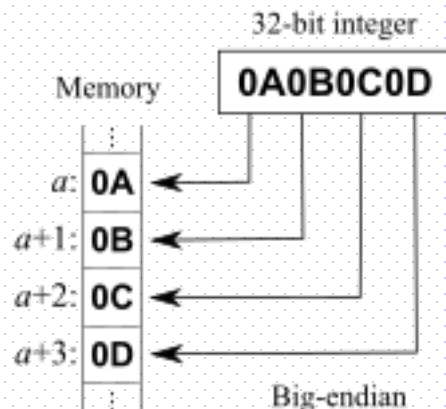 32-bit integer
0A0B0C0D
Memory
⋮
a: 0A
a+1: 0B
a+2: 0C
a+3: 0D
⋮
Big-endian